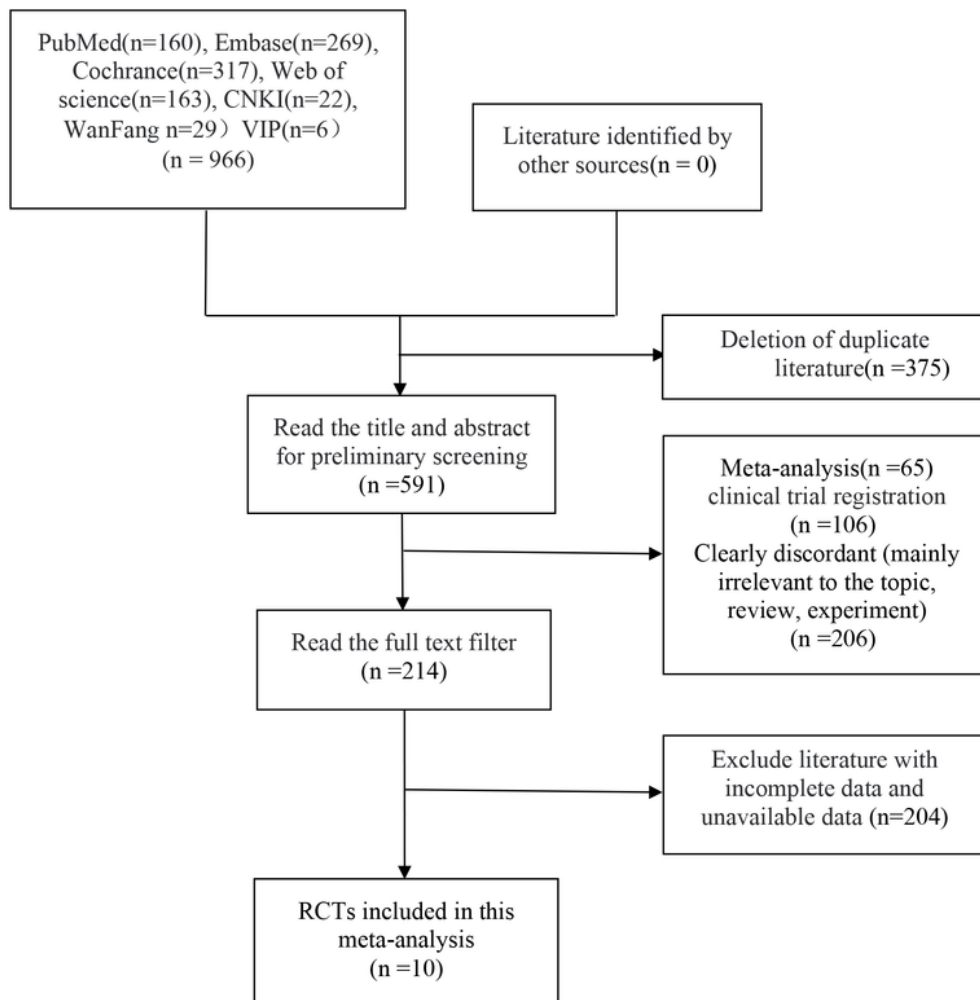 PubMed(n=160), Embase(n=269),
Cochrance(n=317), Web of
science(n=163), CNKI(n=22),
WanFang n=29）VIP(n=6）
(n = 966)
Literature identified by
other sources(n = 0)
Deletion of duplicate
literature(n =375)
Read the title and abstract
for preliminary screening
(n =591)
Meta-analysis(n =65)
clinical trial registration
(n =106)
Clearly discordant (mainly
irrelevant to the topic,
review, experiment)
(n =206)
Read the full text filter
(n =214)
Exclude literature with
incomplete data and
unavailable data (n=204)
RCTs included in this
meta-analysis
(n =10)